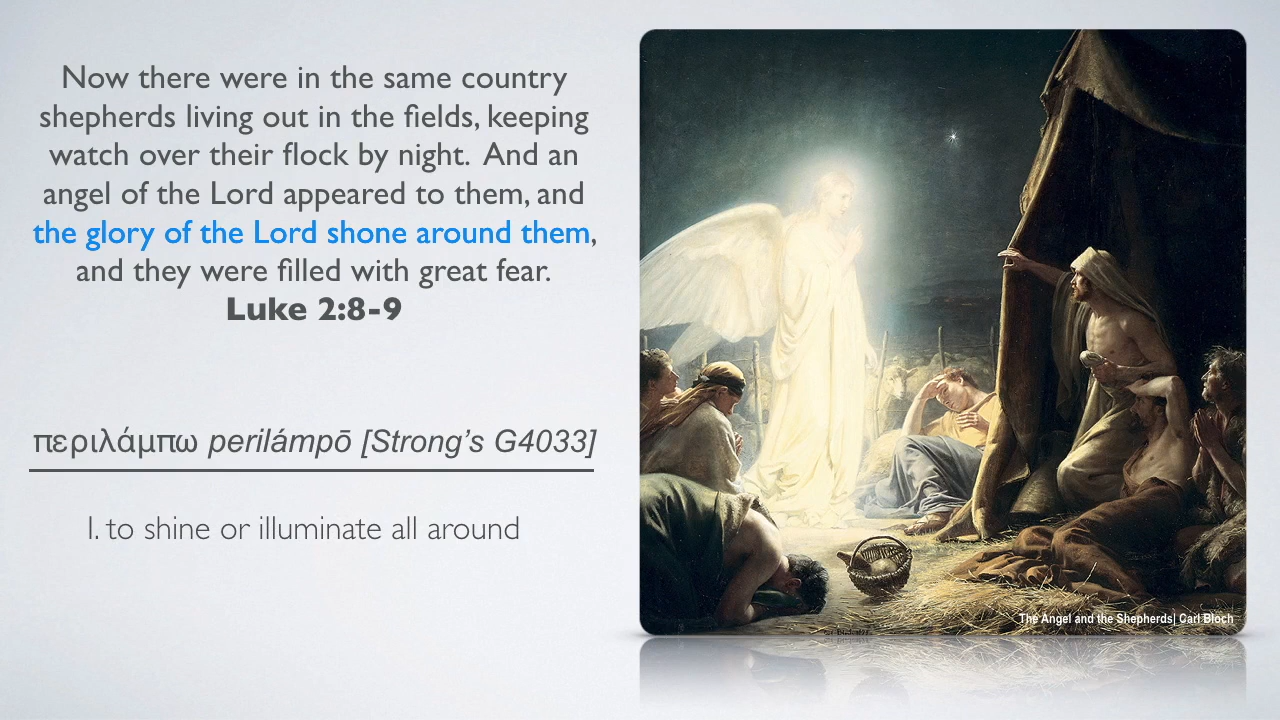 Now there were in the same country
shepherds living out in the fields, keeping
watch over their flock by night.  And an
angel of the Lord appeared to them, and
the glory of the Lord shone around them,
and they were filled with great fear.
Luke 2:8-9
περιλάμπω perilámpō [Strong’s G4033]
1. to shine or illuminate all around
The Angel and the Shepherds| Carl Bloch